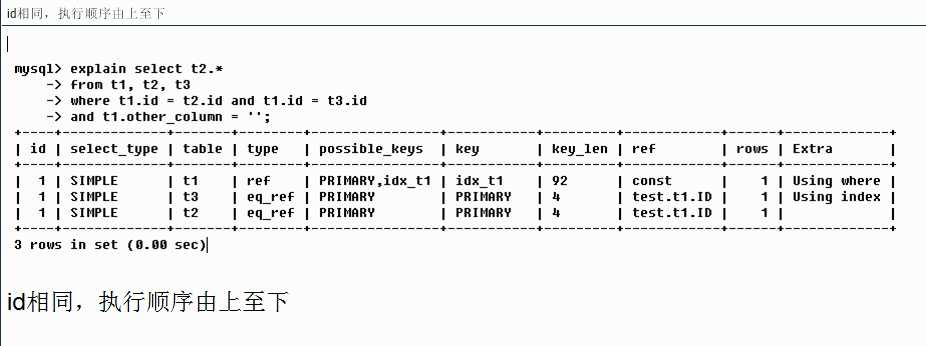 id相同，执行顺序由上至下
mysql> explain select t2.*
    -> from t1, t2, t3
    -> where t1.id = t2.id and t1.id = t3.id
    -> and t1.other_column = '';
+----+-------------+-------+--------+----------------+---------+---------+------------+------+-------------+
| id | select_type | table | type   | possible_keys  | key     | key_len | ref        | rows | Extra       |
+----+-------------+-------+--------+----------------+---------+---------+------------+------+-------------+
|  1 | SIMPLE      | t1    | ref    | PRIMARY,idx_t1 | idx_t1  | 92      | const      |    1 | Using where |
|  1 | SIMPLE      | t3    | eq_ref | PRIMARY        | PRIMARY | 4       | test.t1.ID |    1 | Using index |
|  1 | SIMPLE      | t2    | eq_ref | PRIMARY        | PRIMARY | 4       | test.t1.ID |    1 |             |
+----+-------------+-------+--------+----------------+---------+---------+------------+------+-------------+
3 rows in set (0.00 sec)
id相同，执行顺序由上至下